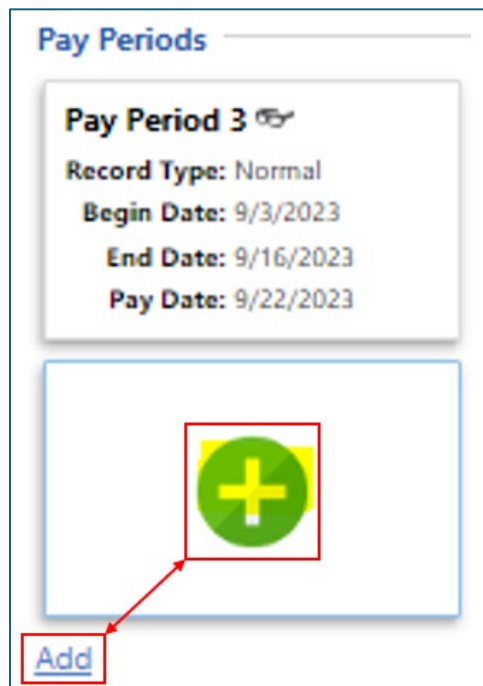 Pay Periods
Pay Period 3
Record Type: Normal
Begin Date: 9/3/2023
End Date: 9/16/2023
Pay Date: 9/22/2023
Add